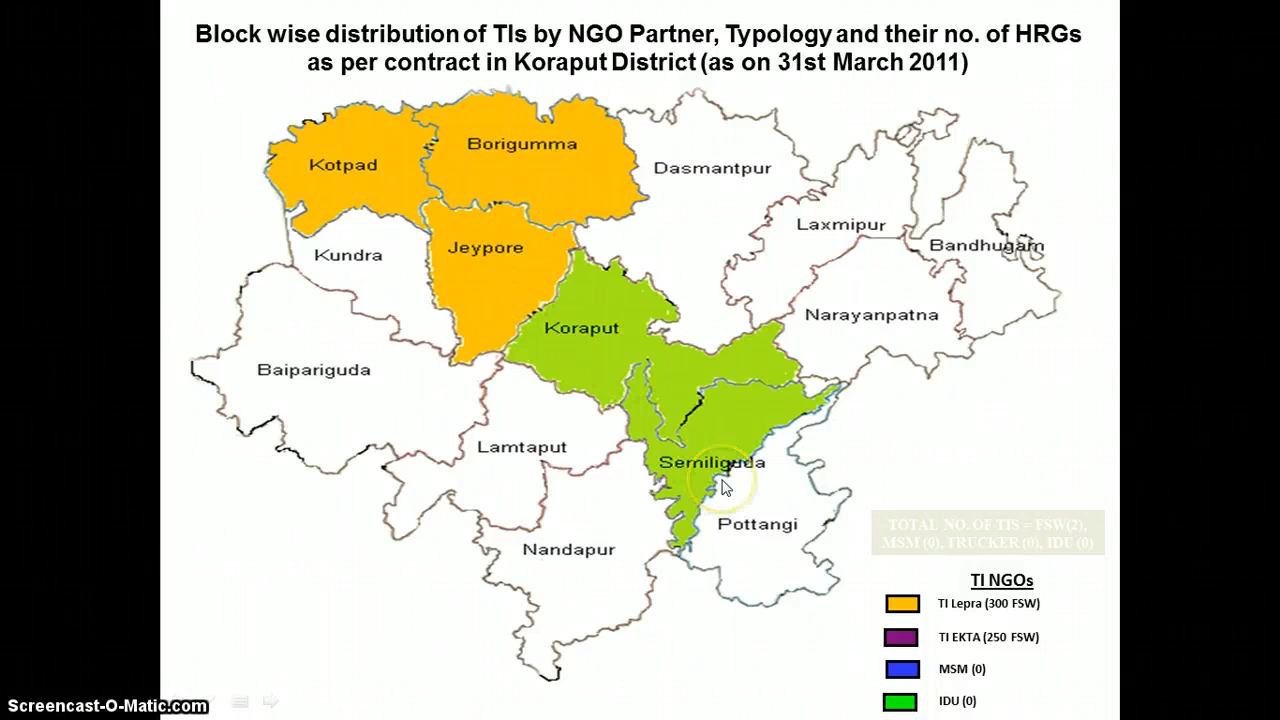 Block wise distribution of TIs by NGO Partner, Typology and their no. of HRGs
as per contract in Koraput District (as on 31st March 2011)
Borigumma
Kotpad
Dasmantpur
Laxmipur
Bandhugam
Jeypore
Kundra
Narayanpatna
Koraput
Baipariguda
Lamtaput
Semiliguda
Pottangi
Nandapur
TOTAL NO. OF TIS = FSW(2),
MSM (0), TRUCKER (0), IDU (0)
TI NGOs
TI Lepra (300 FSW)
TI EKTA (250 FSW)
MSM (0)
IDU (0)
Screencast-O-Matic.com